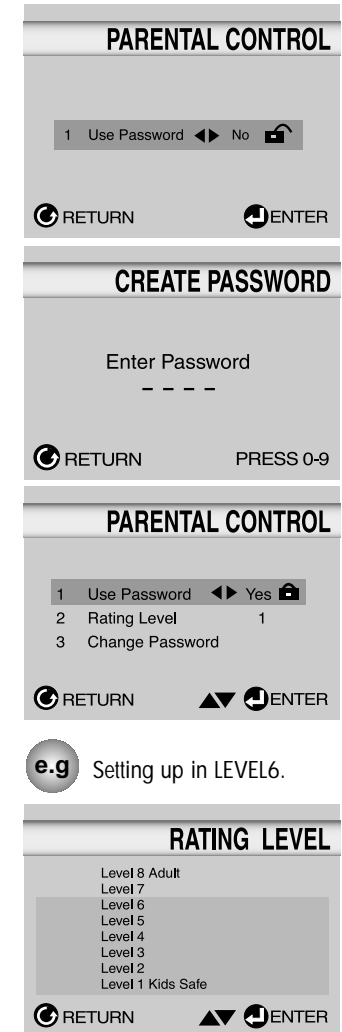 PARENTAL CONTROL
1 Use Password ◀▶ No
RETURN ENTER
CREATE PASSWORD
Enter Password
– – – –
RETURN PRESS 0-9
PARENTAL CONTROL
1 Use Password ◀▶ Yes
2 Rating Level 1
3 Change Password
RETURN ▲▼ ENTER
e.g Setting up in LEVEL6.
RATING LEVEL
Level 8 Adult
Level 7
Level 6
Level 5
Level 4
Level 3
Level 2
Level 1 Kids Safe
RETURN ▲▼ ENTER